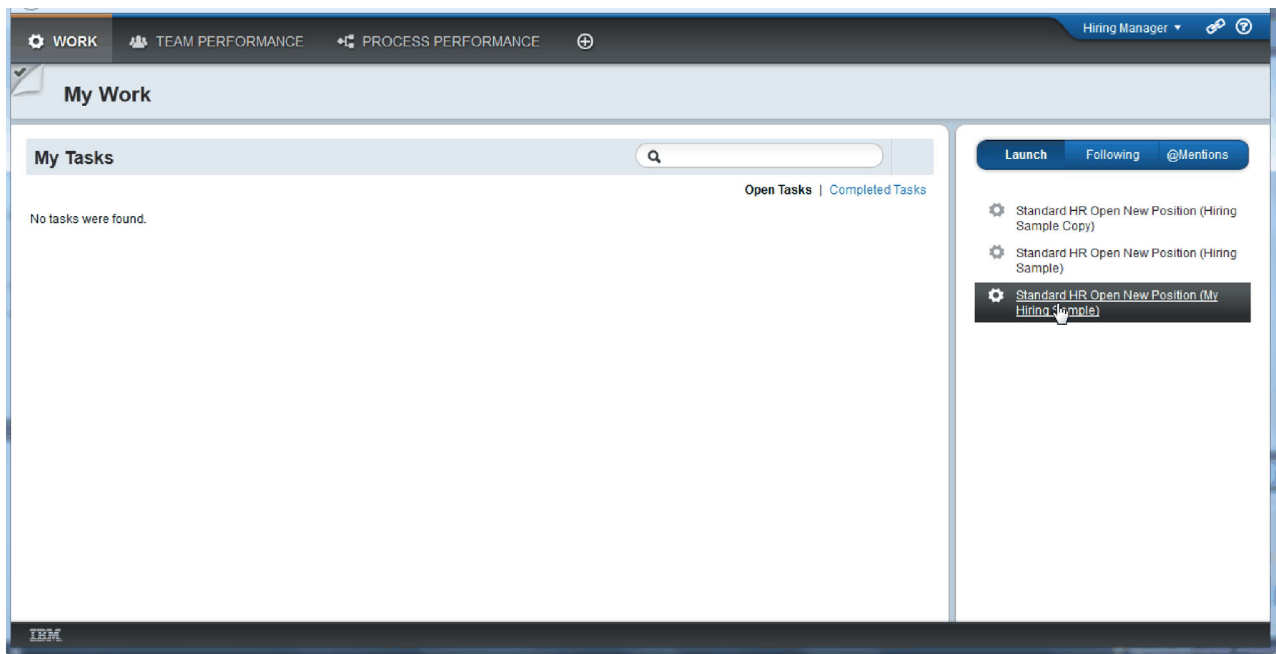 WORK TEAM PERFORMANCE PROCESS PERFORMANCE Hiring Manager
My Work
My Tasks
Launch Following @Mentions
Open Tasks | Completed Tasks
No tasks were found.
Standard HR Open New Position (Hiring
Sample Copy)
Standard HR Open New Position (Hiring
Sample)
Standard HR Open New Position (My
Hiring Sample)
IBM